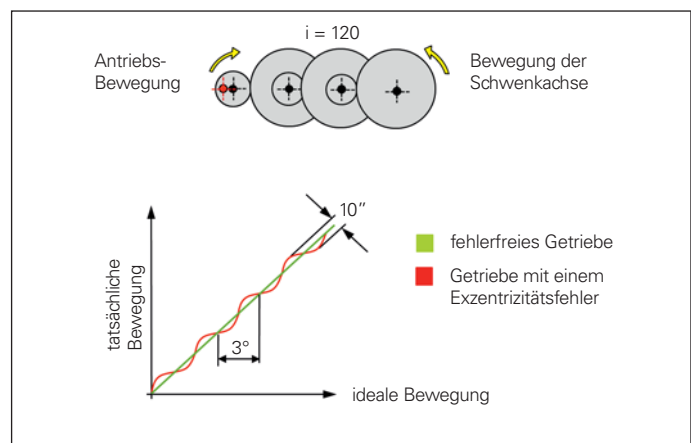 i = 120
Antriebs-
Bewegung
Bewegung der
Schwenkachse
10"
fehlerfreies Getriebe
Getriebe mit einem
Exzentrizitätsfehler
tatsächliche
Bewegung
3°
ideale Bewegung